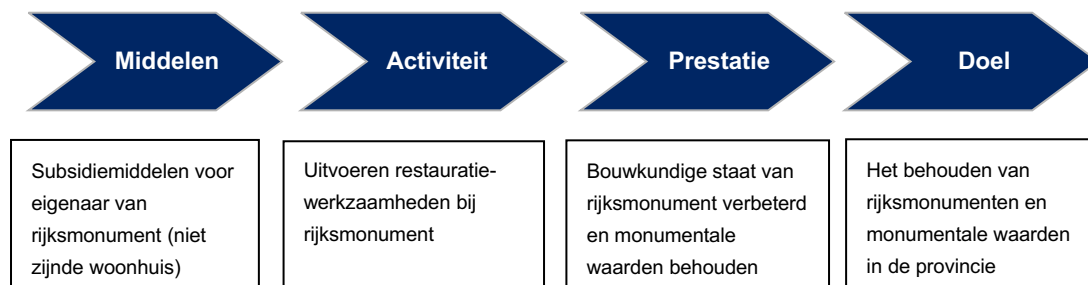 Middelen
Activiteit
Prestatie
Doel
Subsidiemiddelen voor
eigenaar van
rijksmonument (niet
zijnde woonhuis)
Uitvoeren restauratie-
werkzaamheden bij
rijksmonument
Bouwkundige staat van
rijksmonument verbeterd
en monumentale
waarden behouden
Het behouden van
rijksmonumenten en
monumentale waarden
in de provincie